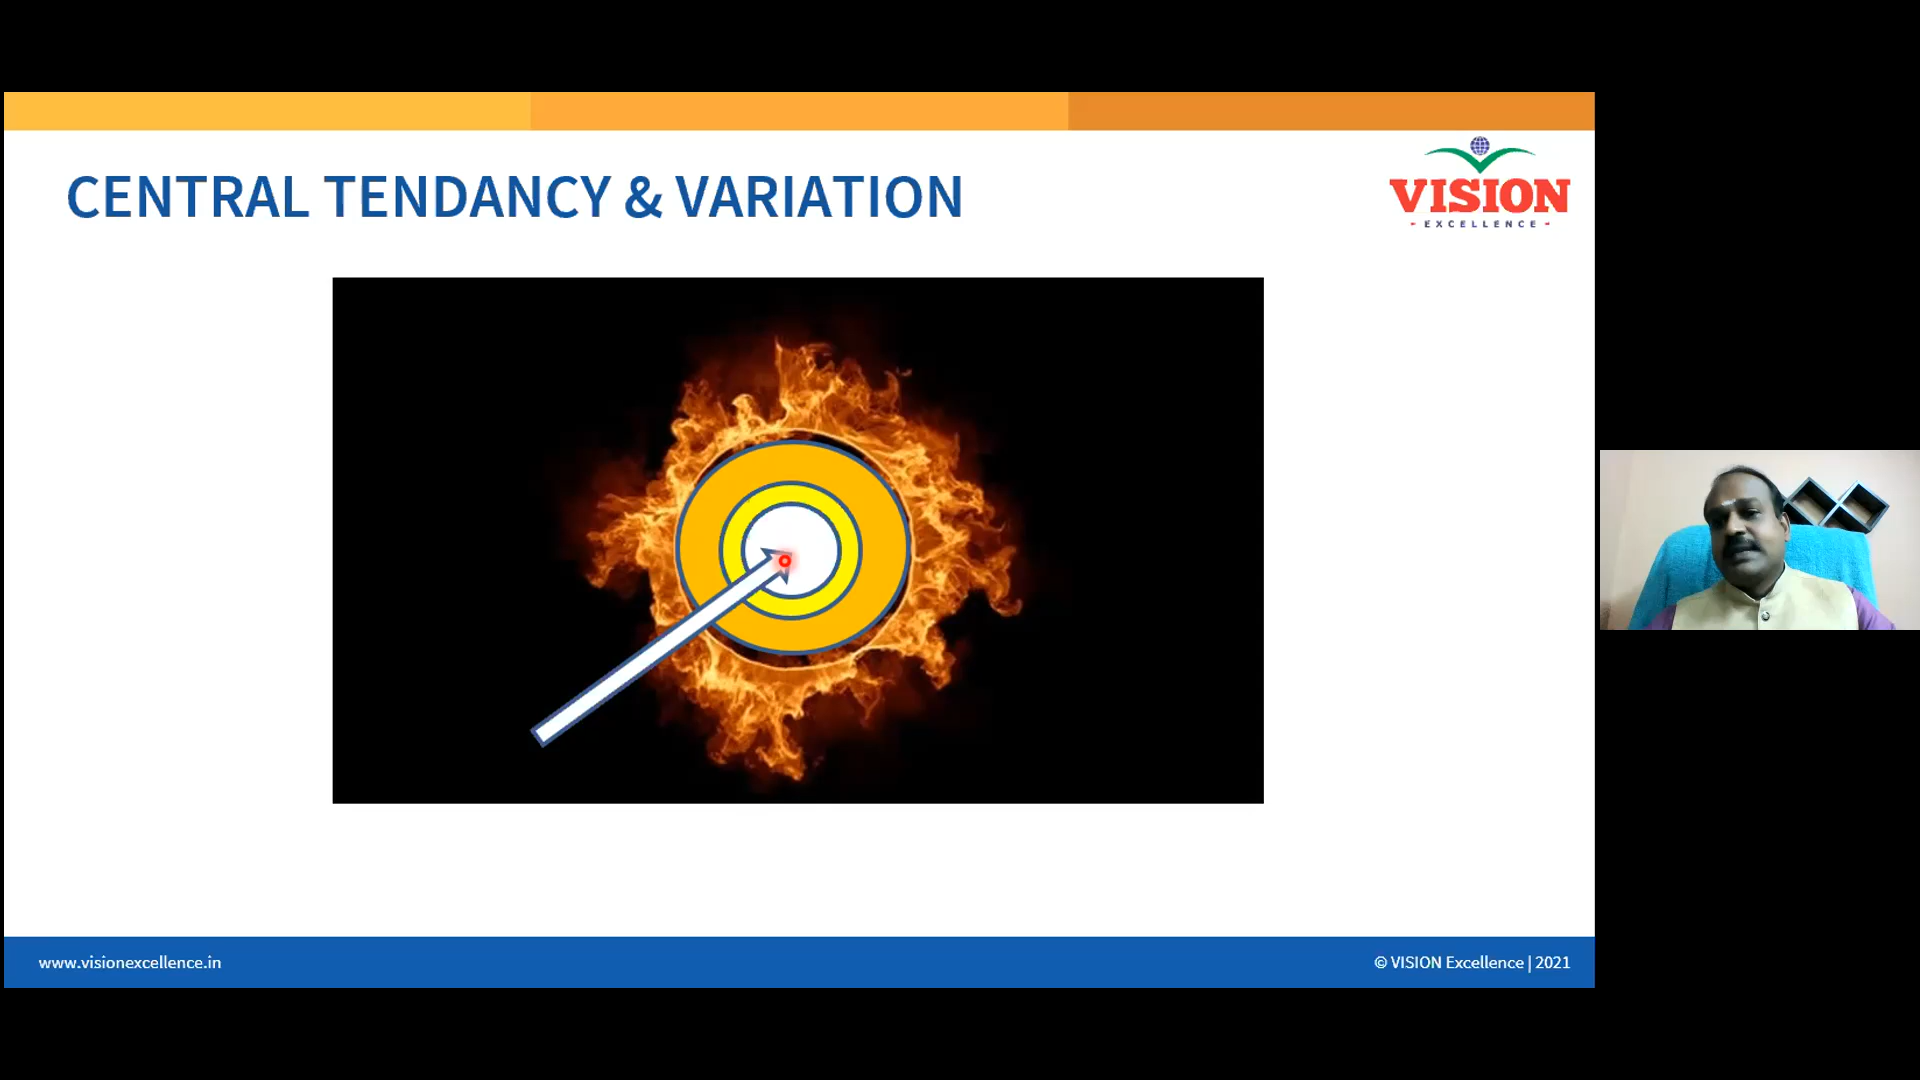 CENTRAL TENDANCY & VARIATION
VISION
EXCELLENCE
www.visionexcellence.in
© VISION Excellence | 2021